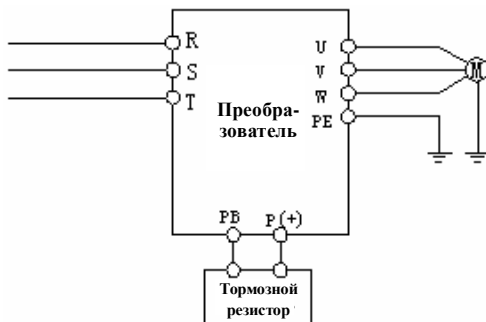 R
S
T
U
V
W
PE
M
Преобра-
зователь
PB
P(+)
Тормозной
резистор